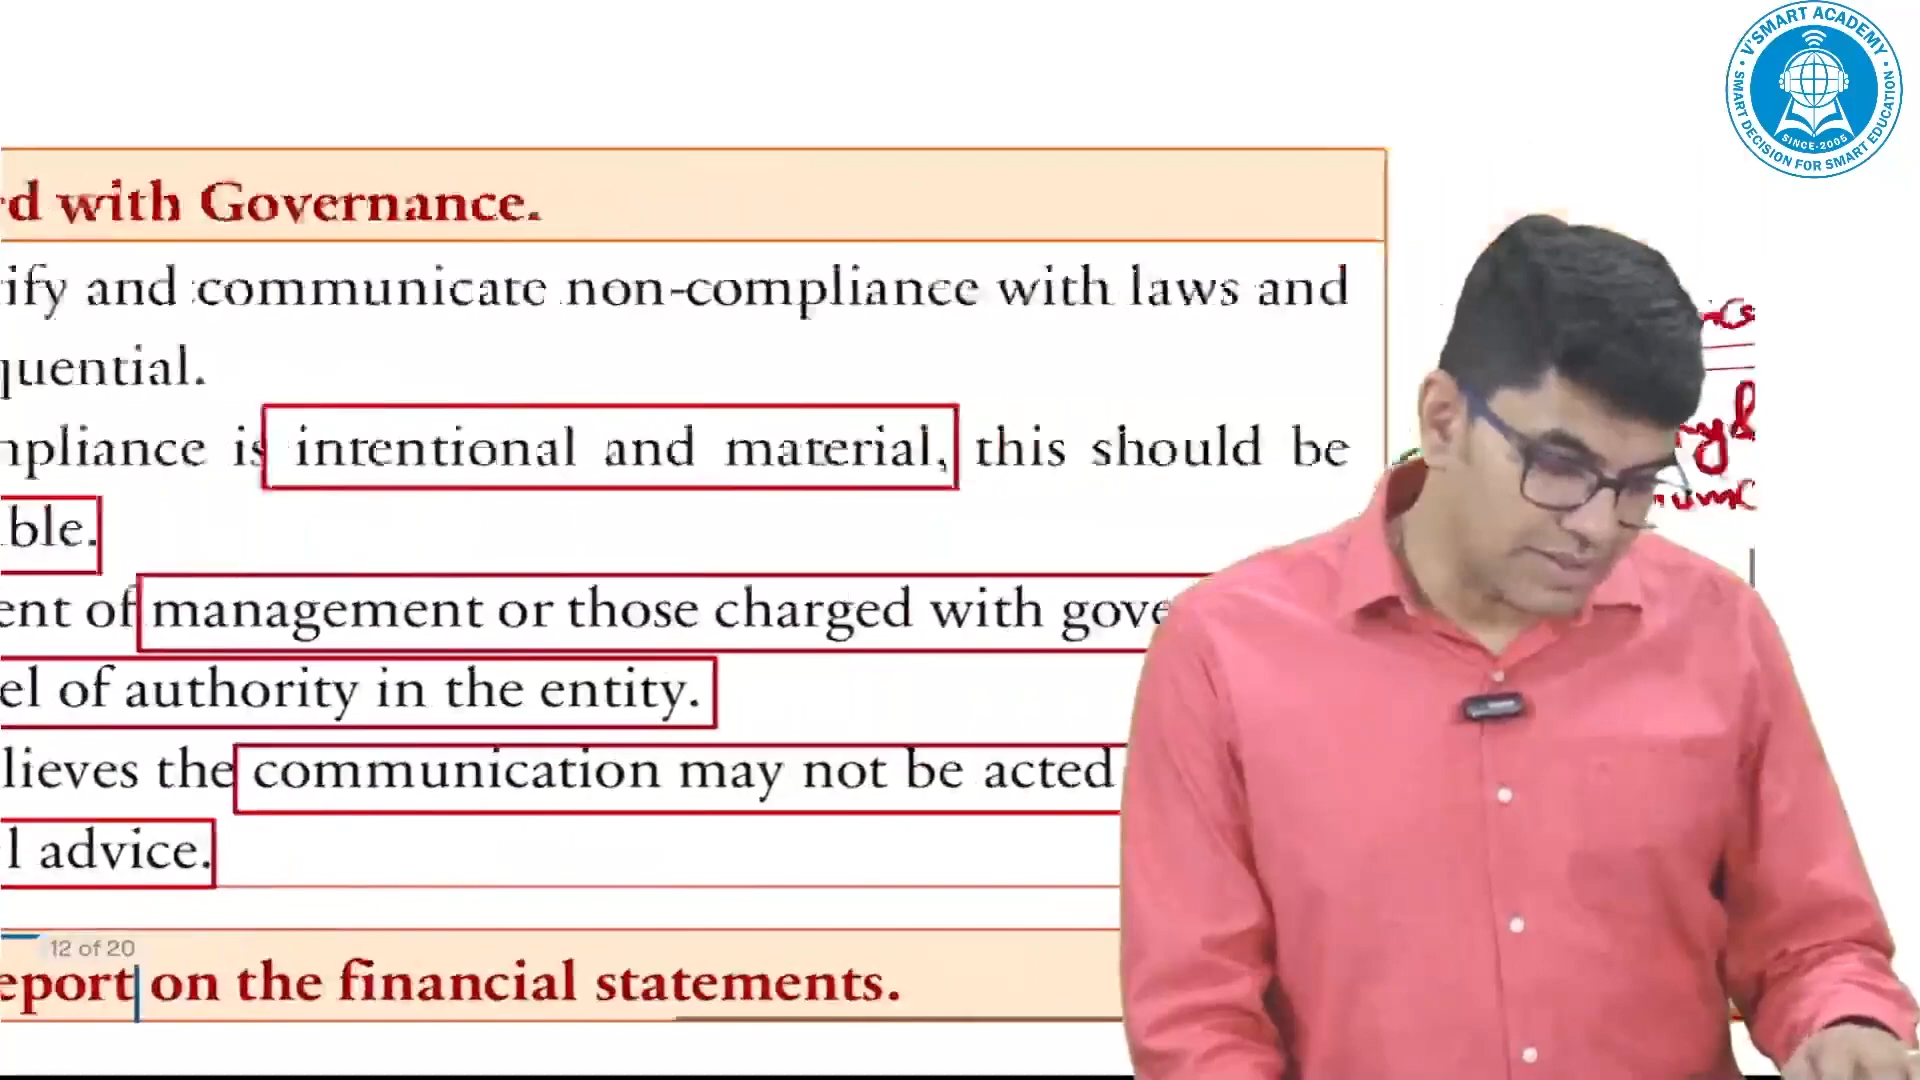 V'SMART ACADEMY
SMART DECISION FOR SMART EDUCATION
SINCE-2005
d with Governance.
ify and communicate non-compliance with laws and
quential.
mpliance is intentional and material, this should be
ble.
ent of management or those charged with gove
el of authority in the entity.
lieves the communication may not be acted
l advice.
12 of 20
eport on the financial statements.